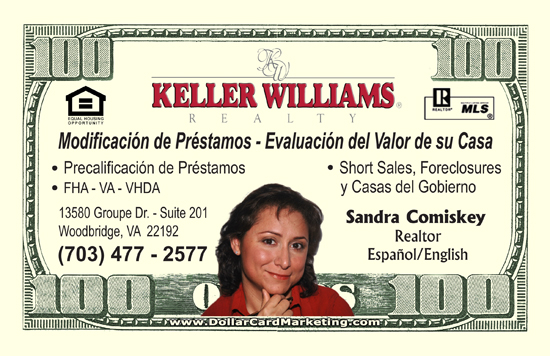 100 100
KW
KELLER WILLIAMS®
REALTY
EQUAL HOUSING
OPPORTUNITY
R
REALTOR®
MLS®
Modificación de Préstamos - Evaluación del Valor de su Casa
• Precalificación de Préstamos
• FHA - VA - VHDA
• Short Sales, Foreclosures
y Casas del Gobierno
13580 Groupe Dr. - Suite 201
Woodbridge, VA 22192
(703) 477 - 2577
Sandra Comiskey
Realtor
Español/English
100 100
www.DollarCardMarketing.com